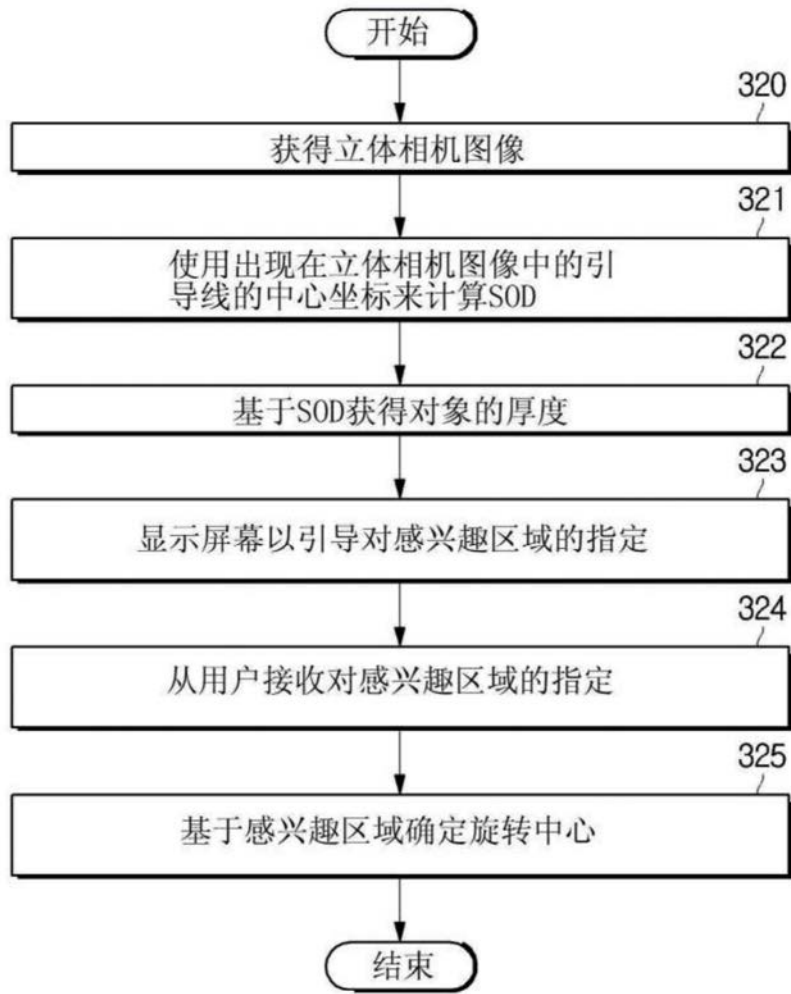 开始
320
获得立体相机图像
321
使用出现在立体相机图像中的引
导线的中心坐标来计算SOD
322
基于SOD获得对象的厚度
323
显示屏幕以引导对感兴趣区域的指定
324
从用户接收对感兴趣区域的指定
325
基于感兴趣区域确定旋转中心
结束